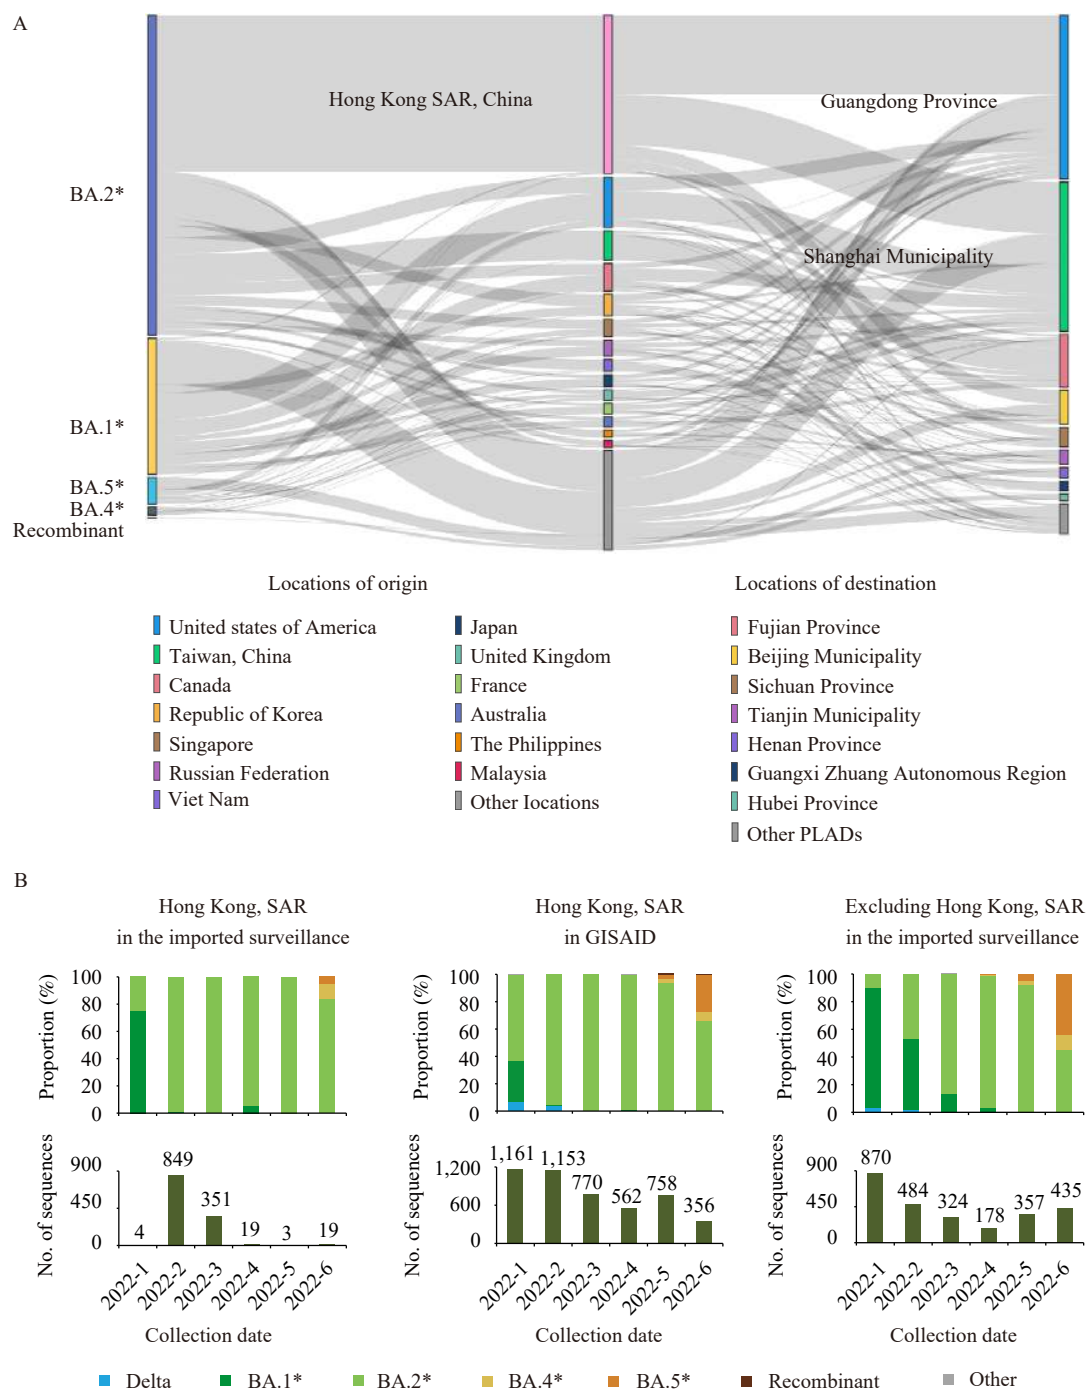 A
Hong Kong SAR, China
Guangdong Province
BA.2*
Shanghai Municipality
BA.1*
BA.5*
BA.4*
Recombinant
Locations of origin
Locations of destination
United states of America
Taiwan, China
Canada
Republic of Korea
Singapore
Russian Federation
Viet Nam
Japan
United Kingdom
France
Australia
The Philippines
Malaysia
Other locations
Fujian Province
Beijing Municipality
Sichuan Province
Tianjin Municipality
Henan Province
Guangxi Zhuang Autonomous Region
Hubei Province
Other PLADs
B
Hong Kong, SAR
in the imported surveillance
Proportion (%)
100
80
60
40
20
0
No. of sequences
900
450
0
4
849
351
19
3
19
2022-1
2022-2
2022-3
2022-4
2022-5
2022-6
Collection date
Hong Kong, SAR
in GISAID
Proportion (%)
100
80
60
40
20
0
No. of sequences
1,200
600
0
1,161
1,153
770
562
758
356
2022-1
2022-2
2022-3
2022-4
2022-5
2022-6
Collection date
Excluding Hong Kong, SAR
in the imported surveillance
Proportion (%)
100
80
60
40
20
0
No. of sequences
900
450
0
870
484
324
178
357
435
2022-1
2022-2
2022-3
2022-4
2022-5
2022-6
Collection date
Delta
BA.1*
BA.2*
BA.4*
BA.5*
Recombinant
Other